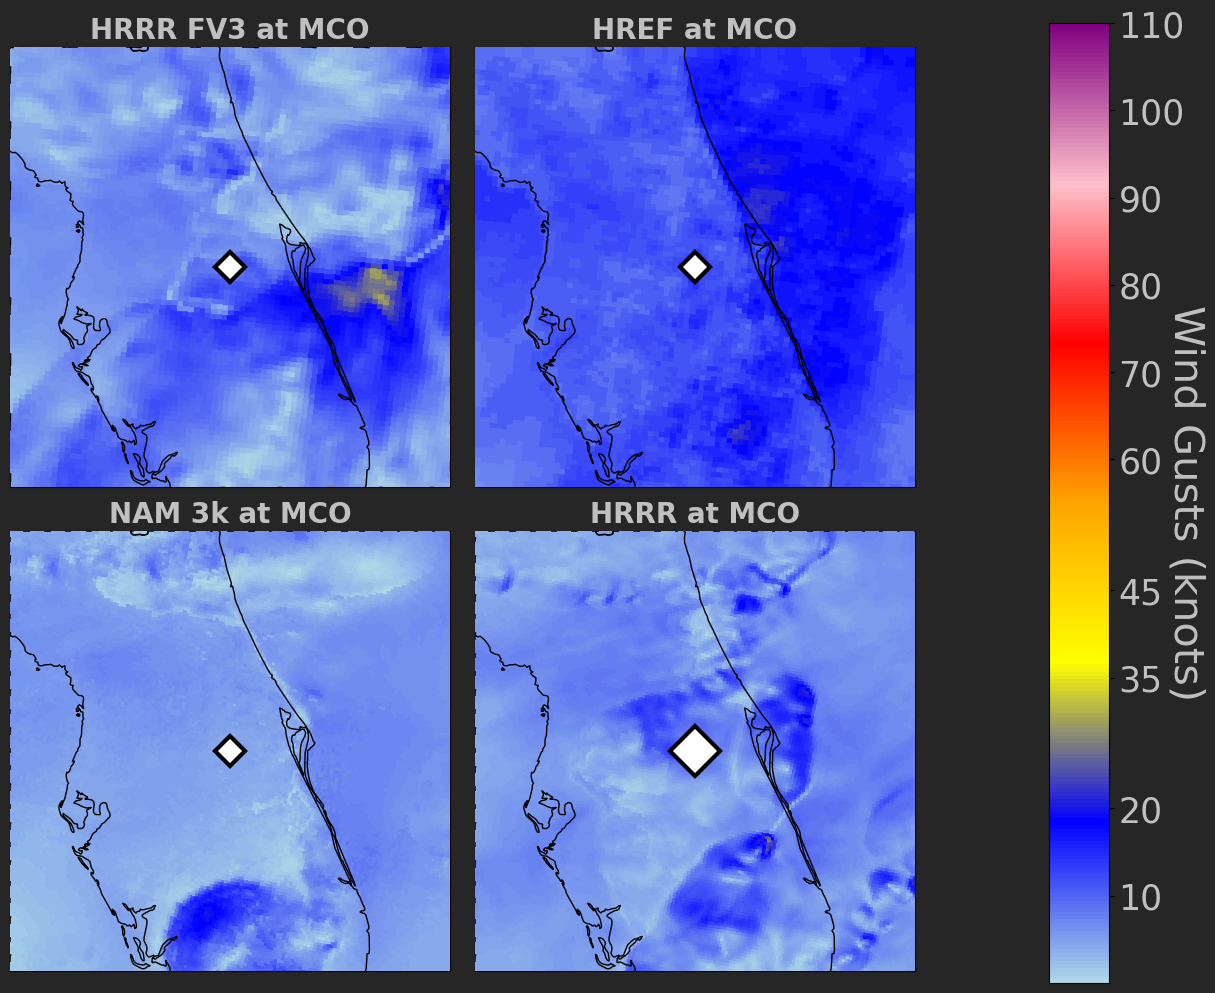 HRRR FV3 at MCO
HREF at MCO
NAM 3k at MCO
HRRR at MCO
110
100
90
80
70
60
45
35
20
10
Wind Gusts (knots)